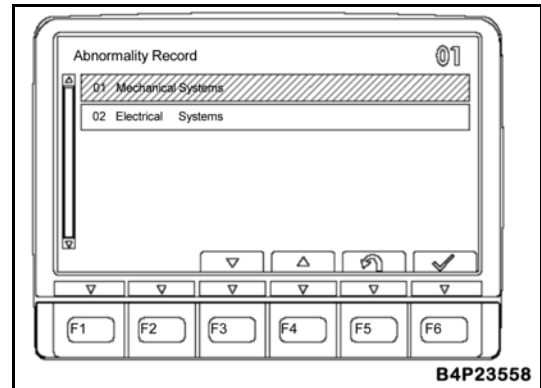 Abnormality Record
01
01 Mechanical Systems
02 Electrical Systems
F1 F2 F3 F4 F5 F6
B4P23558